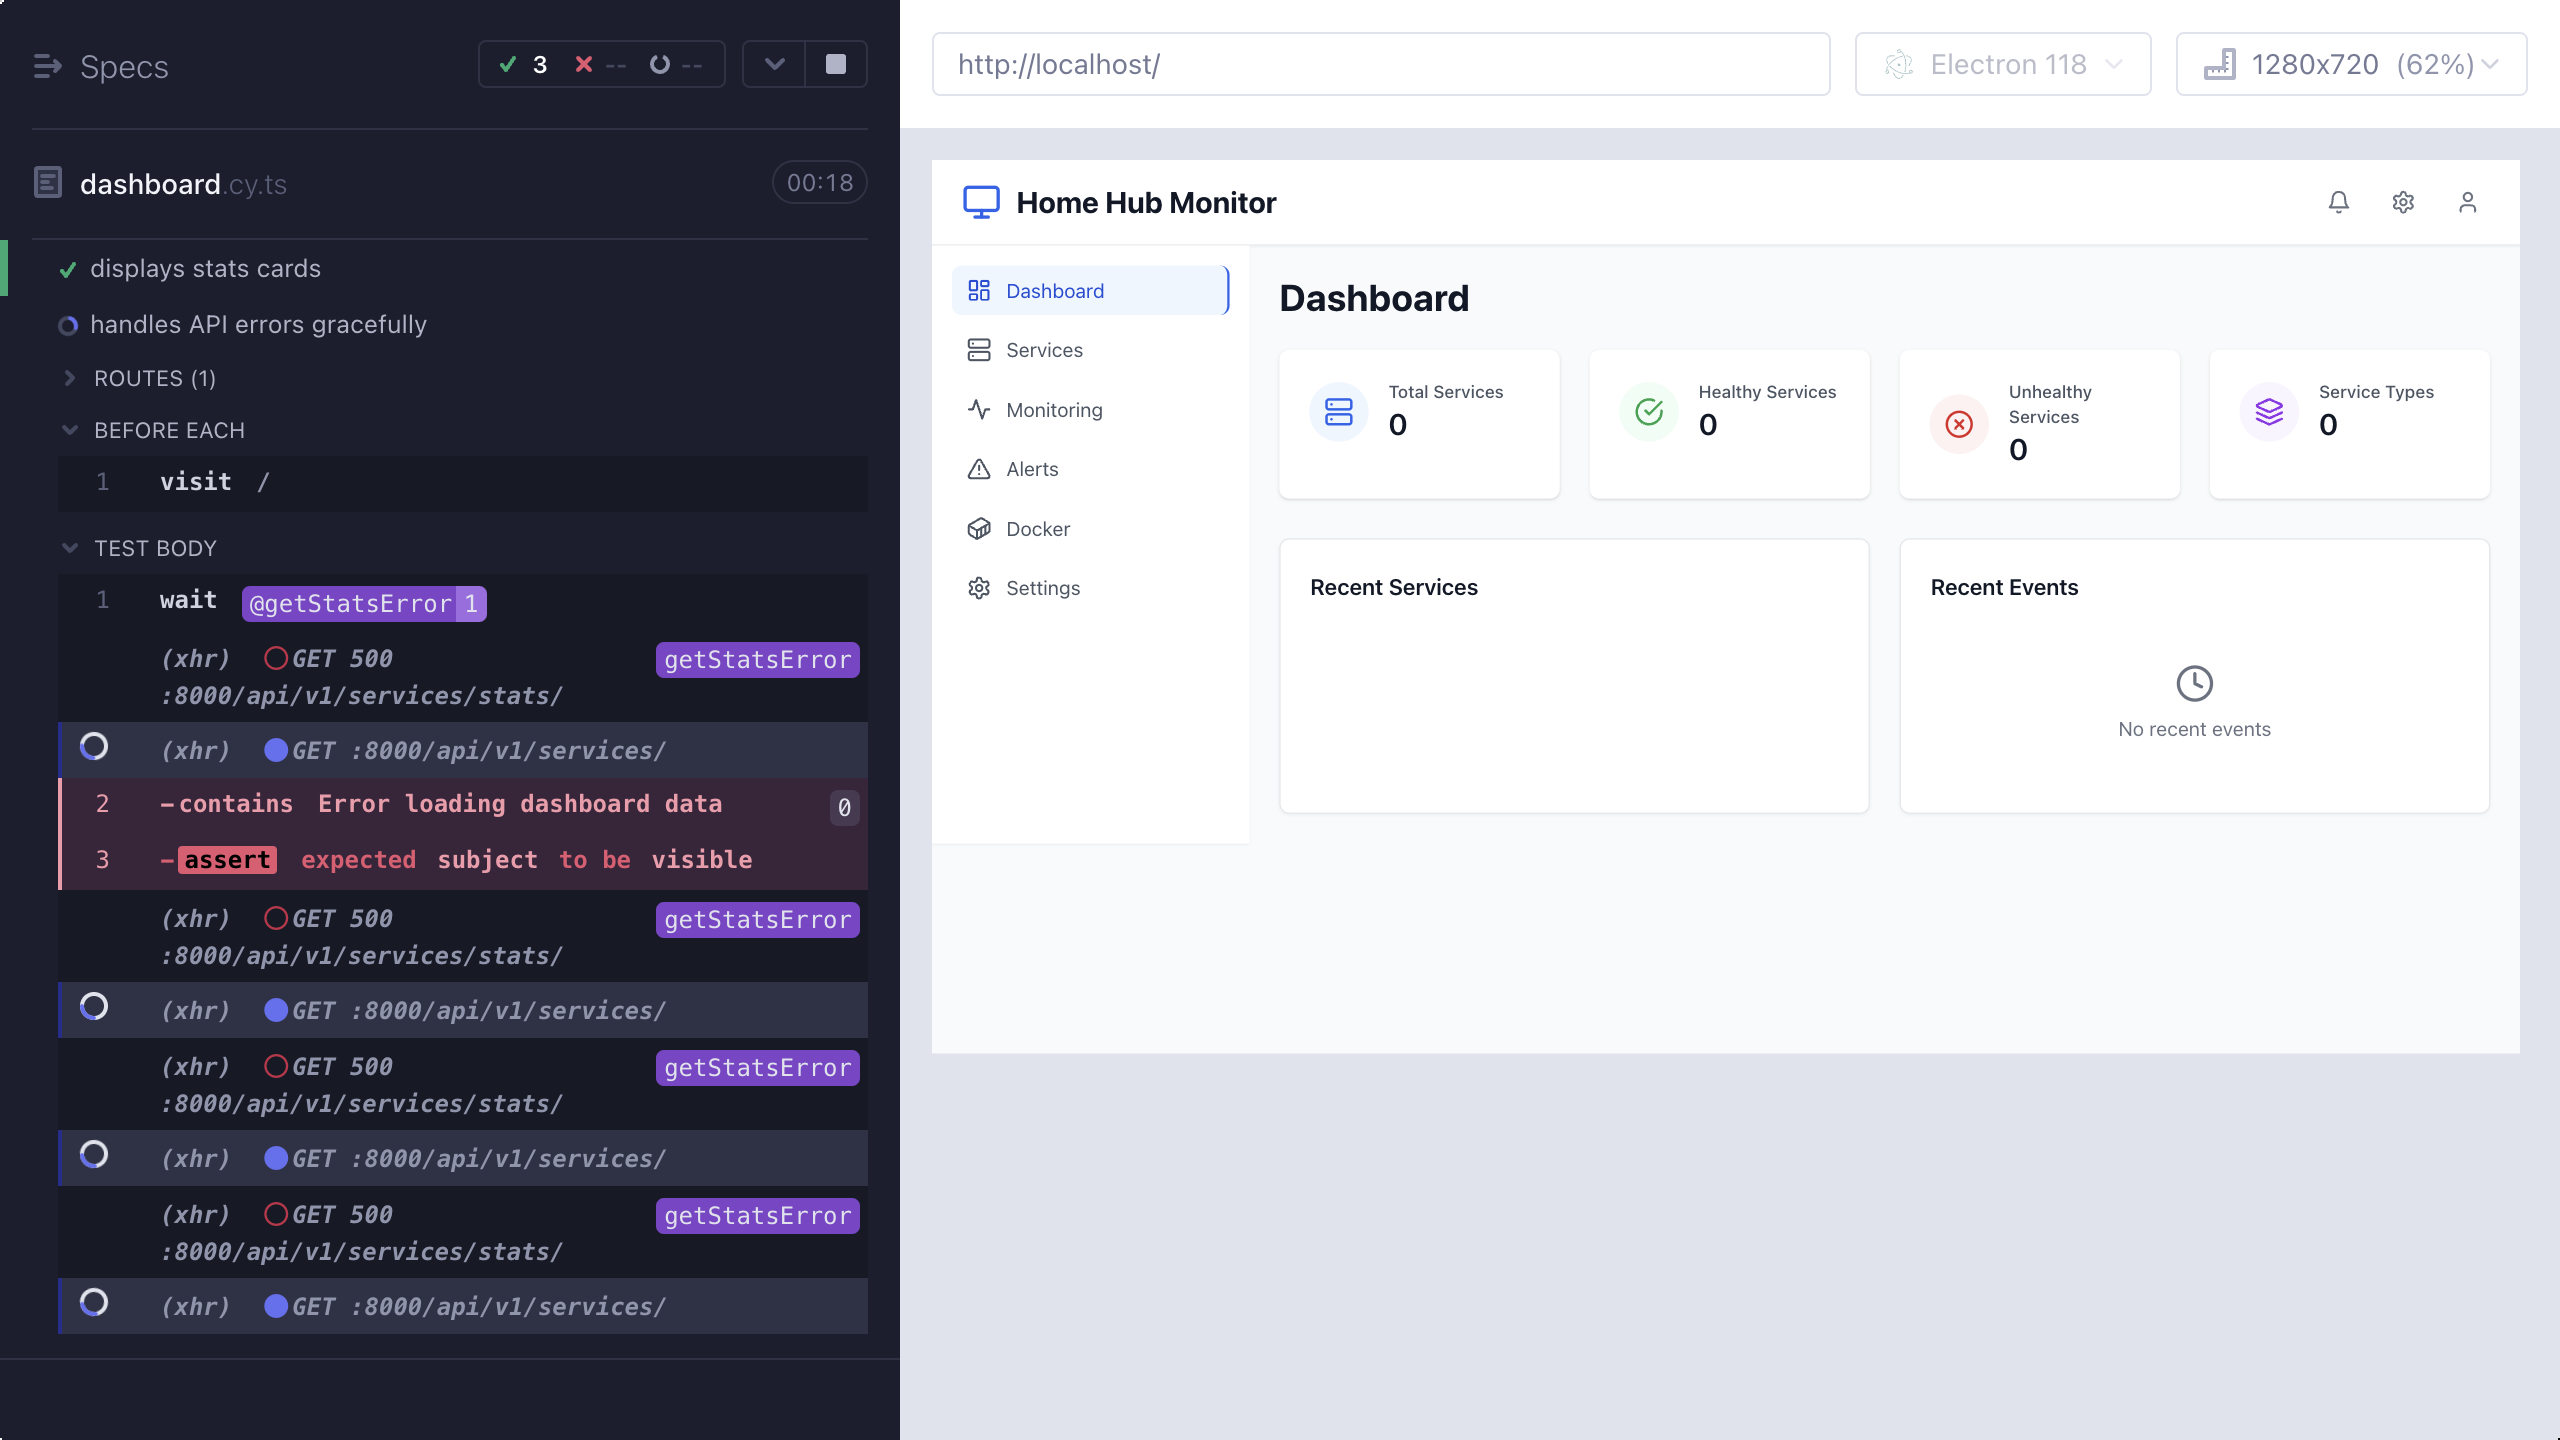 Specs
3 -- --
dashboard.cy.ts
00:18
displays stats cards
handles API errors gracefully
ROUTES (1)
BEFORE EACH
1 visit /
TEST BODY
1 wait @getStatsError 1
(xhr) GET 500 getStatsError
:8000/api/v1/services/stats/
(xhr) GET :8000/api/v1/services/
2 -contains Error loading dashboard data 0
3 -assert expected subject to be visible
(xhr) GET 500 getStatsError
:8000/api/v1/services/stats/
(xhr) GET :8000/api/v1/services/
(xhr) GET 500 getStatsError
:8000/api/v1/services/stats/
(xhr) GET :8000/api/v1/services/
(xhr) GET 500 getStatsError
:8000/api/v1/services/stats/
(xhr) GET :8000/api/v1/services/
http://localhost/
Electron 118
1280x720 (62%)
Home Hub Monitor
Dashboard
Services
Monitoring
Alerts
Docker
Settings
Dashboard
Total Services
0
Healthy Services
0
Unhealthy
Services
0
Service Types
0
Recent Services
Recent Events
No recent events